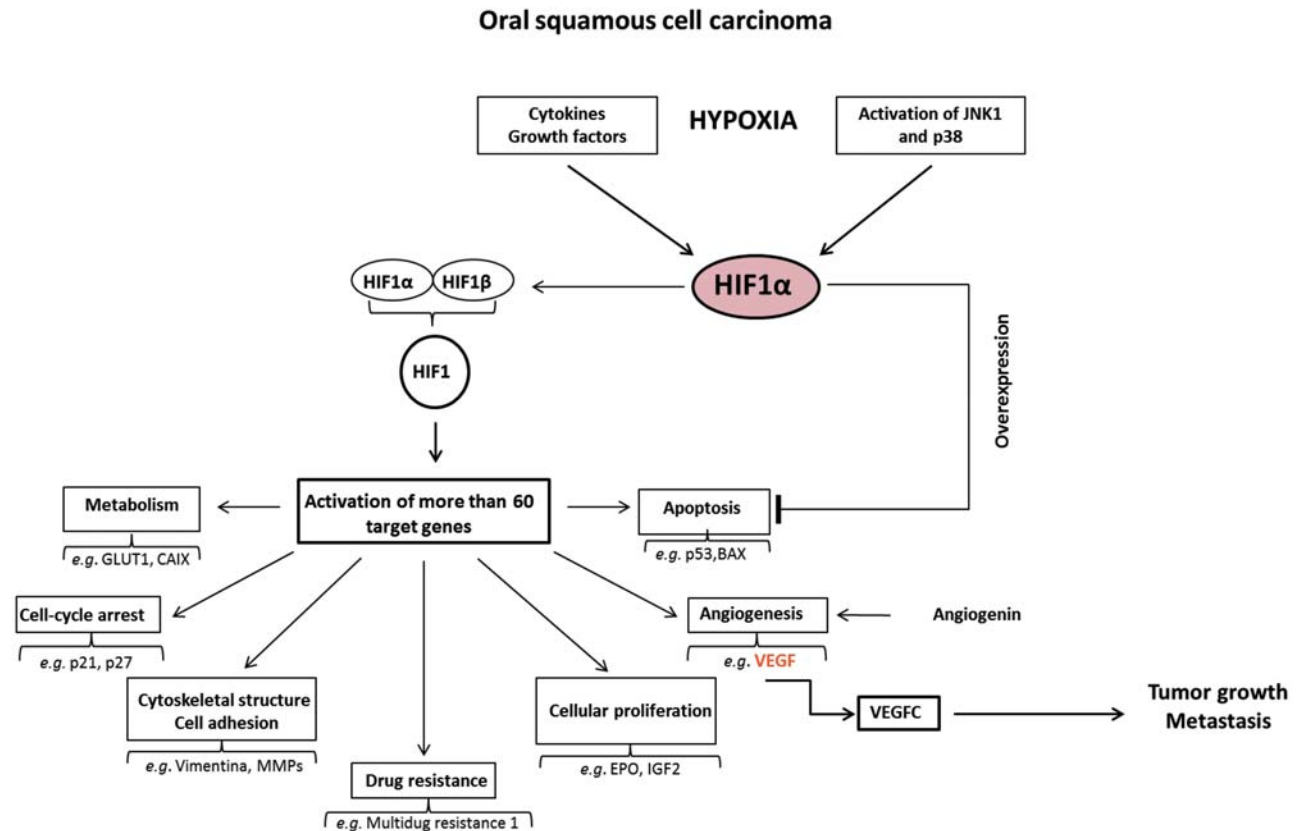 Oral squamous cell carcinoma
Cytokines
Growth factors
HYPOXIA
Activation of JNK1
and p38
HIF1α
HIF1β
HIF1α
HIF1
Overexpression
Metabolism
e.g. GLUT1, CAIX
Activation of more than 60
target genes
Apoptosis
e.g. p53,BAX
Cell-cycle arrest
e.g. p21, p27
Angiogenesis
e.g. VEGF
Angiogenin
Cytoskeletal structure
Cell adhesion
e.g. Vimentina, MMPs
Cellular proliferation
e.g. EPO, IGF2
VEGFC
Tumor growth
Metastasis
Drug resistance
e.g. Multidug resistance 1